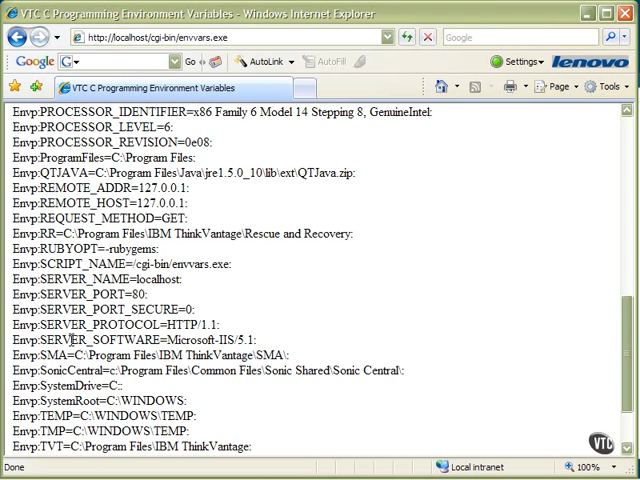 VTC C Programming Environment Variables - Windows Internet Explorer
http://localhost/cgi-bin/envvars.exe
Google
Google G Go AutoLink AutoFill Settings lenovo
VTC C Programming Environment Variables Page Tools
Envp:PROCESSOR_IDENTIFIER=x86 Family 6 Model 14 Stepping 8, GenuineIntel:
Envp:PROCESSOR_LEVEL=6:
Envp:PROCESSOR_REVISION=0e08:
Envp:ProgramFiles=C:\Program Files:
Envp:QTJAVA=C:\Program Files\Java\jre1.5.0_10\lib\ext\QTJava.zip:
Envp:REMOTE_ADDR=127.0.0.1:
Envp:REMOTE_HOST=127.0.0.1:
Envp:REQUEST_METHOD=GET:
Envp:RR=C:\Program Files\IBM ThinkVantage\Rescue and Recovery:
Envp:RUBYOPT=-rubygems:
Envp:SCRIPT_NAME=/cgi-bin/envvars.exe:
Envp:SERVER_NAME=localhost:
Envp:SERVER_PORT=80:
Envp:SERVER_PORT_SECURE=0:
Envp:SERVER_PROTOCOL=HTTP/1.1:
Envp:SERVER_SOFTWARE=Microsoft-IIS/5.1:
Envp:SMA=C:\Program Files\IBM ThinkVantage\SMA\:
Envp:SonicCentral=c:\Program Files\Common Files\Sonic Shared\Sonic Central\:
Envp:SystemDrive=C::
Envp:SystemRoot=C:\WINDOWS:
Envp:TEMP=C:\WINDOWS\TEMP:
Envp:TMP=C:\WINDOWS\TEMP:
Envp:TVT=C:\Program Files\IBM ThinkVantage:
VTC
Done Local intranet 100%